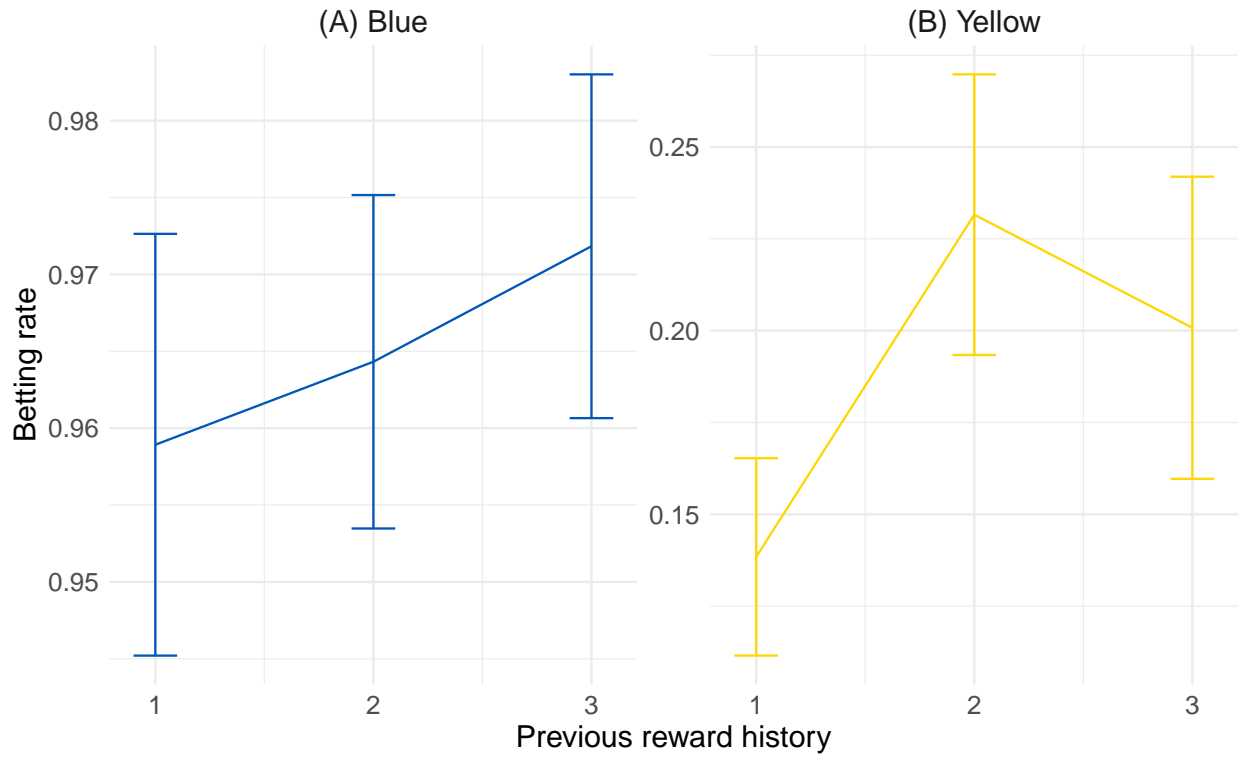 (A) Blue
(B) Yellow
Betting rate
0.98
0.97
0.96
0.95
1 2 3
0.25
0.20
0.15
1 2 3
Previous reward history